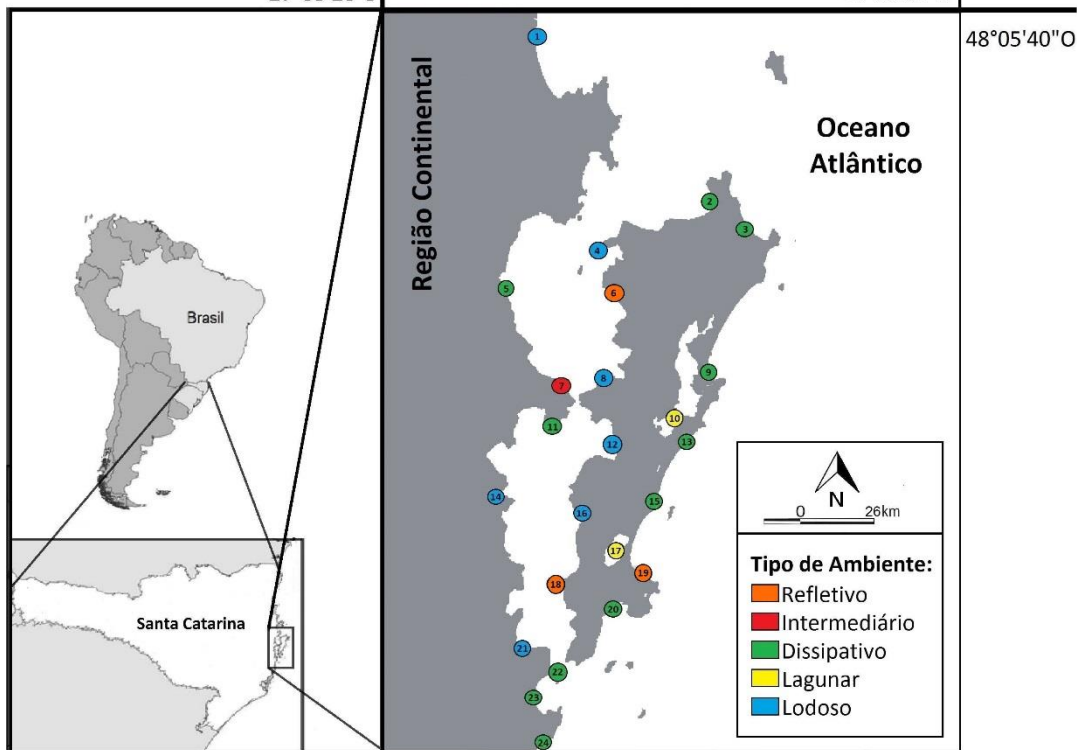 48°05'40"O
Região Continental
Oceano
Atlântico
1
2
3
4
5
6
7
8
9
10
11
12
13
14
15
16
17
18
19
20
21
22
23
24
Brasil
Santa Catarina
N
0 26km
Tipo de Ambiente:
Refletivo
Intermediário
Dissipativo
Lagunar
Lodoso